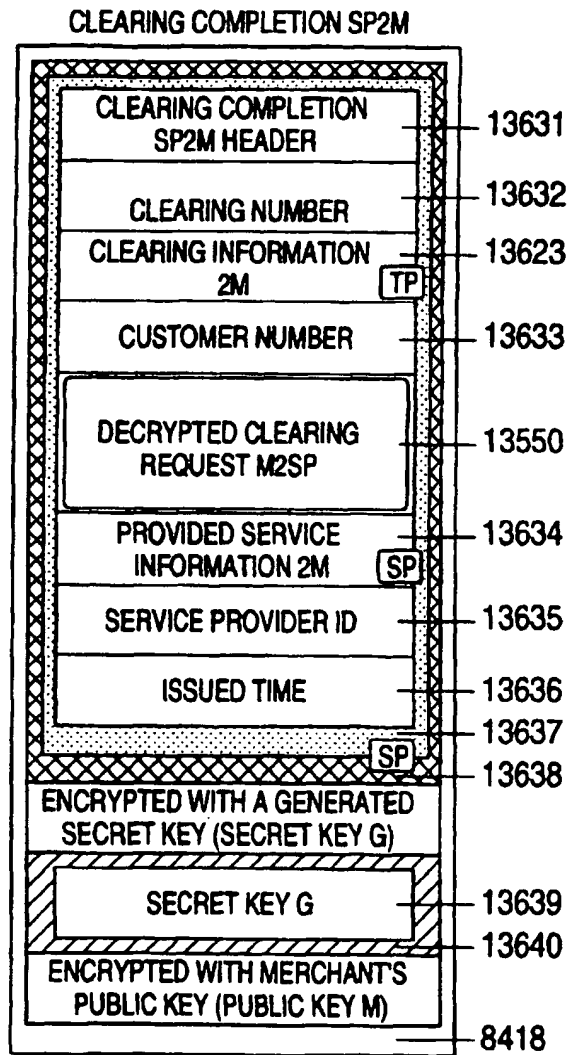 CLEARING COMPLETION SP2M
CLEARING COMPLETION
SP2M HEADER
13631
13632
CLEARING NUMBER
CLEARING INFORMATION
2M
13623
TP
CUSTOMER NUMBER
13633
DECRYPTED CLEARING
REQUEST M2SP
13550
PROVIDED SERVICE
INFORMATION 2M
13634
SP
SERVICE PROVIDER ID
13635
ISSUED TIME
13636
13637
SP
13638
ENCRYPTED WITH A GENERATED
SECRET KEY (SECRET KEY G)
SECRET KEY G
13639
13640
ENCRYPTED WITH MERCHANT'S
PUBLIC KEY (PUBLIC KEY M)
8418